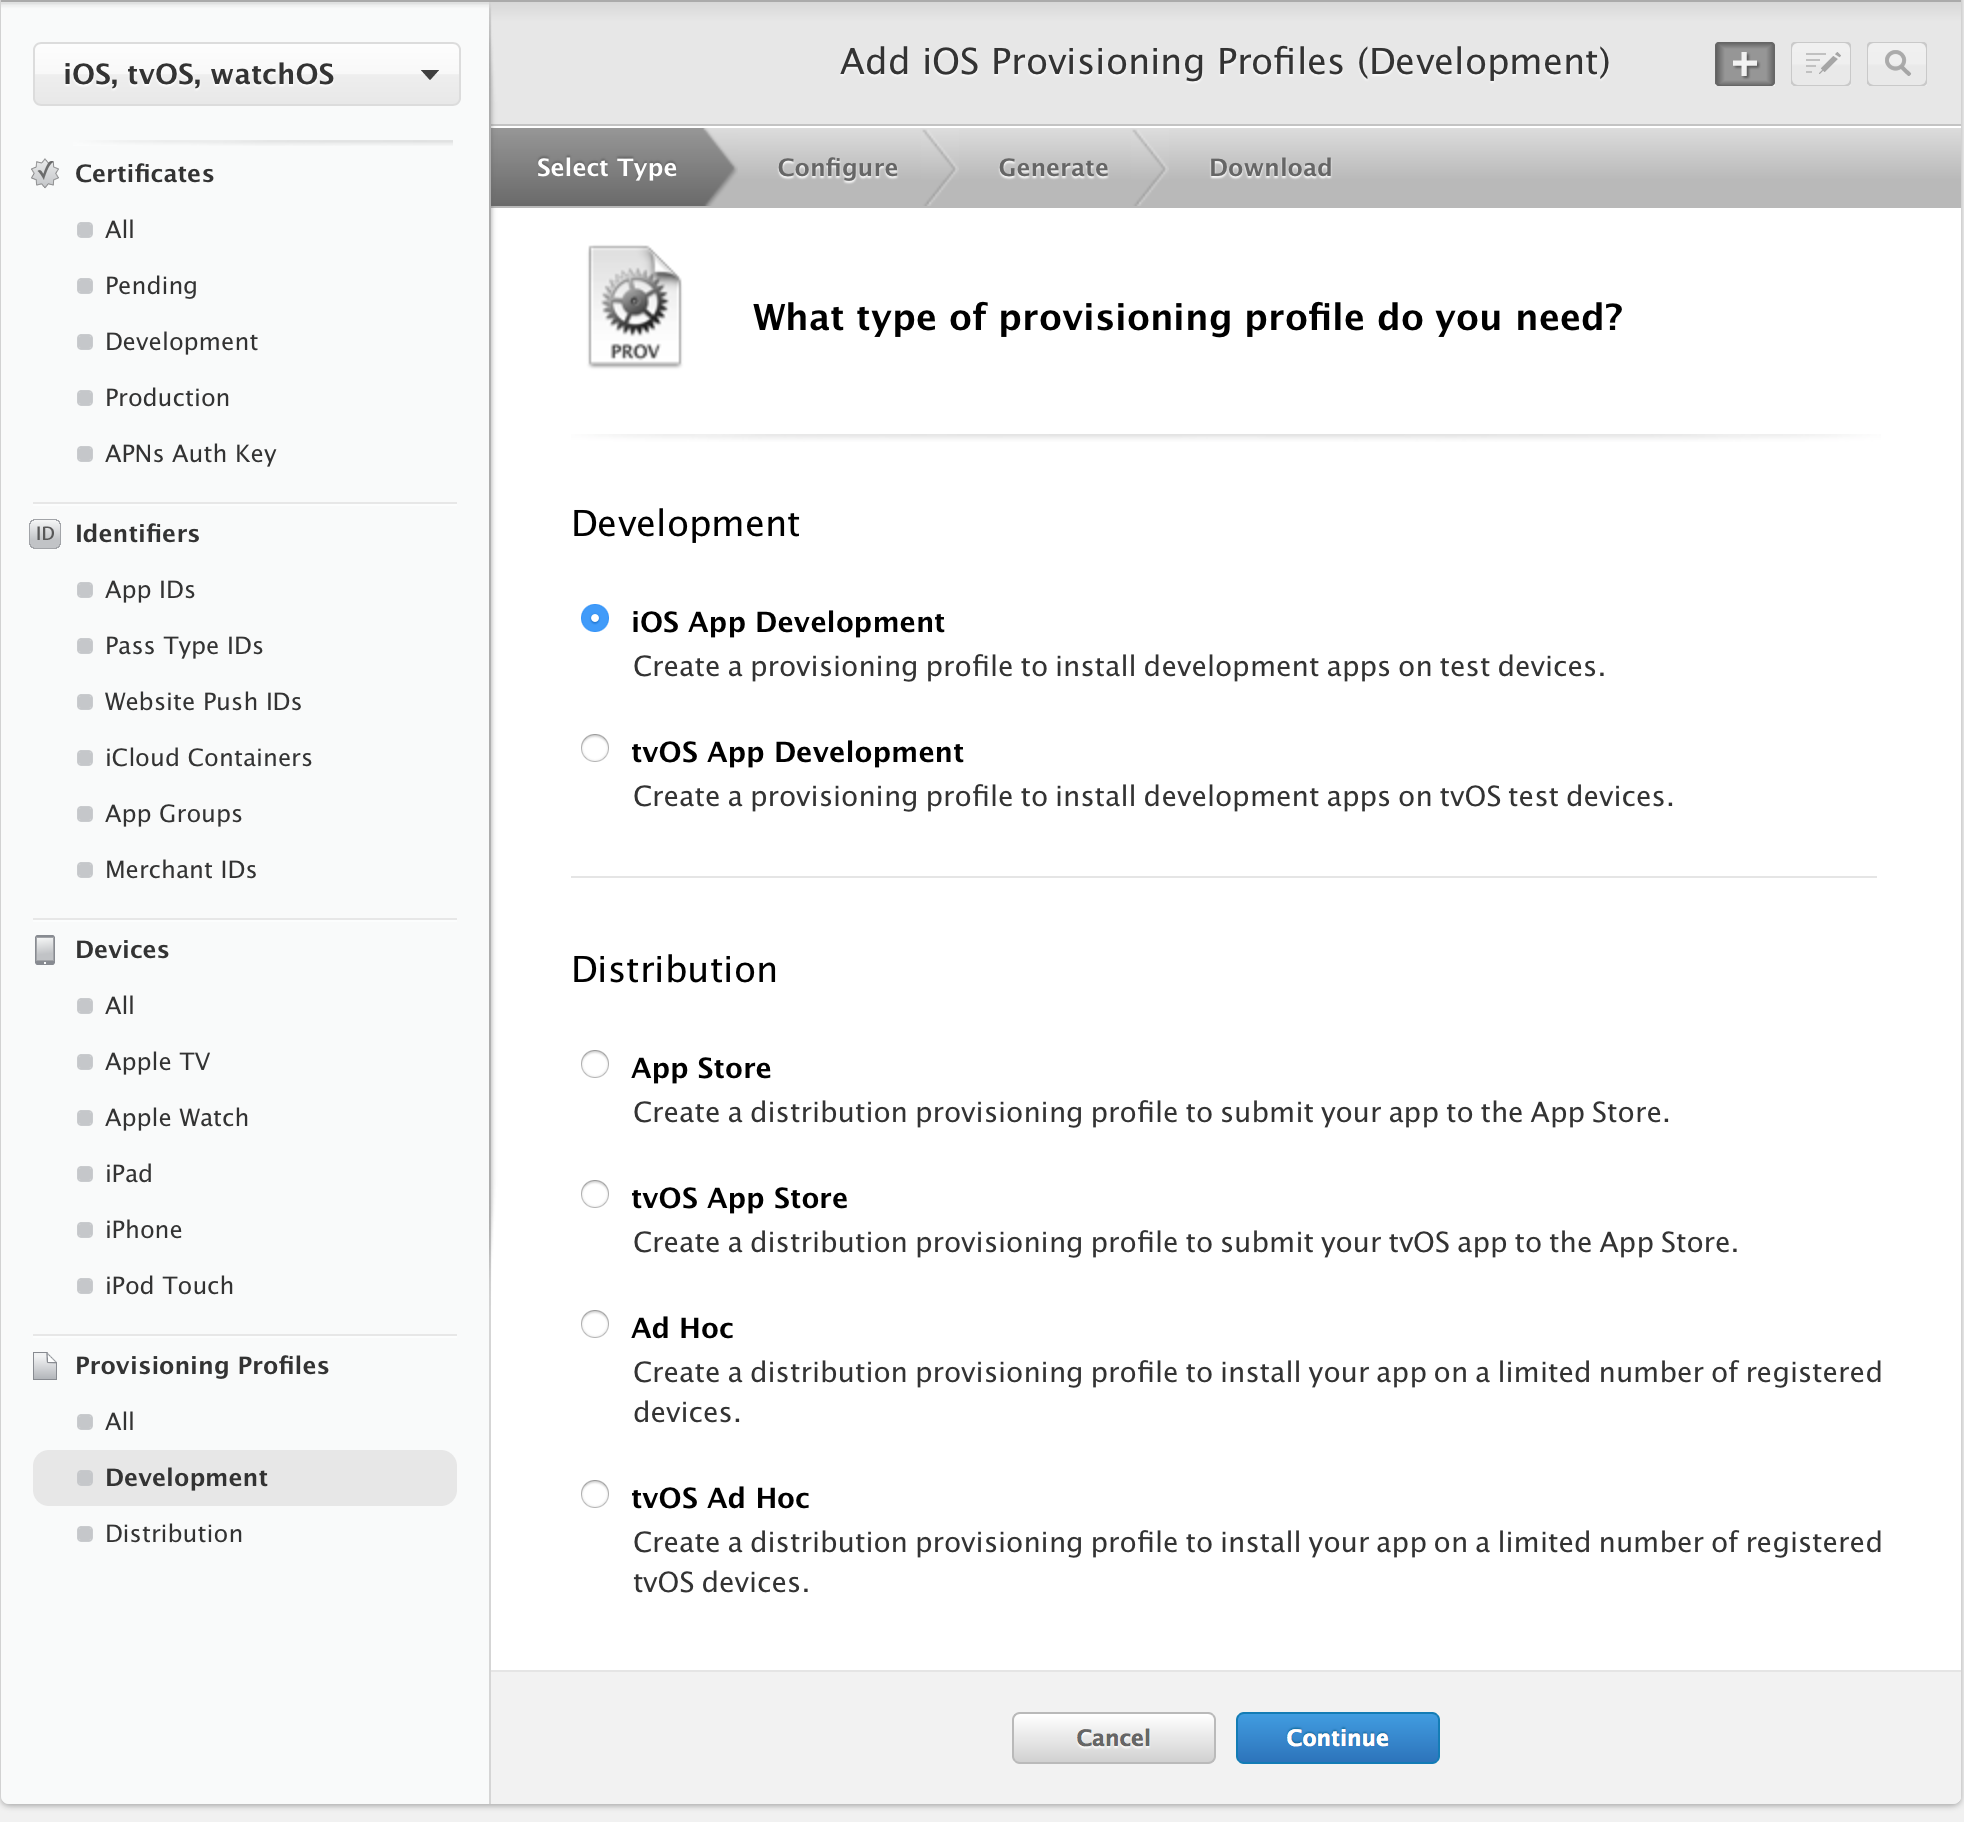 iOS, tvOS, watchOS
Certificates
All
Pending
Development
Production
APNs Auth Key
ID
Identifiers
App IDs
Pass Type IDs
Website Push IDs
iCloud Containers
App Groups
Merchant IDs
Devices
All
Apple TV
Apple Watch
iPad
iPhone
iPod Touch
Provisioning Profiles
All
Development
Distribution
Add iOS Provisioning Profiles (Development)
Select Type
Configure
Generate
Download
PROV
What type of provisioning profile do you need?
Development
iOS App Development
Create a provisioning profile to install development apps on test devices.
tvOS App Development
Create a provisioning profile to install development apps on tvOS test devices.
Distribution
App Store
Create a distribution provisioning profile to submit your app to the App Store.
tvOS App Store
Create a distribution provisioning profile to submit your tvOS app to the App Store.
Ad Hoc
Create a distribution provisioning profile to install your app on a limited number of registered
devices.
tvOS Ad Hoc
Create a distribution provisioning profile to install your app on a limited number of registered
tvOS devices.
Cancel
Continue